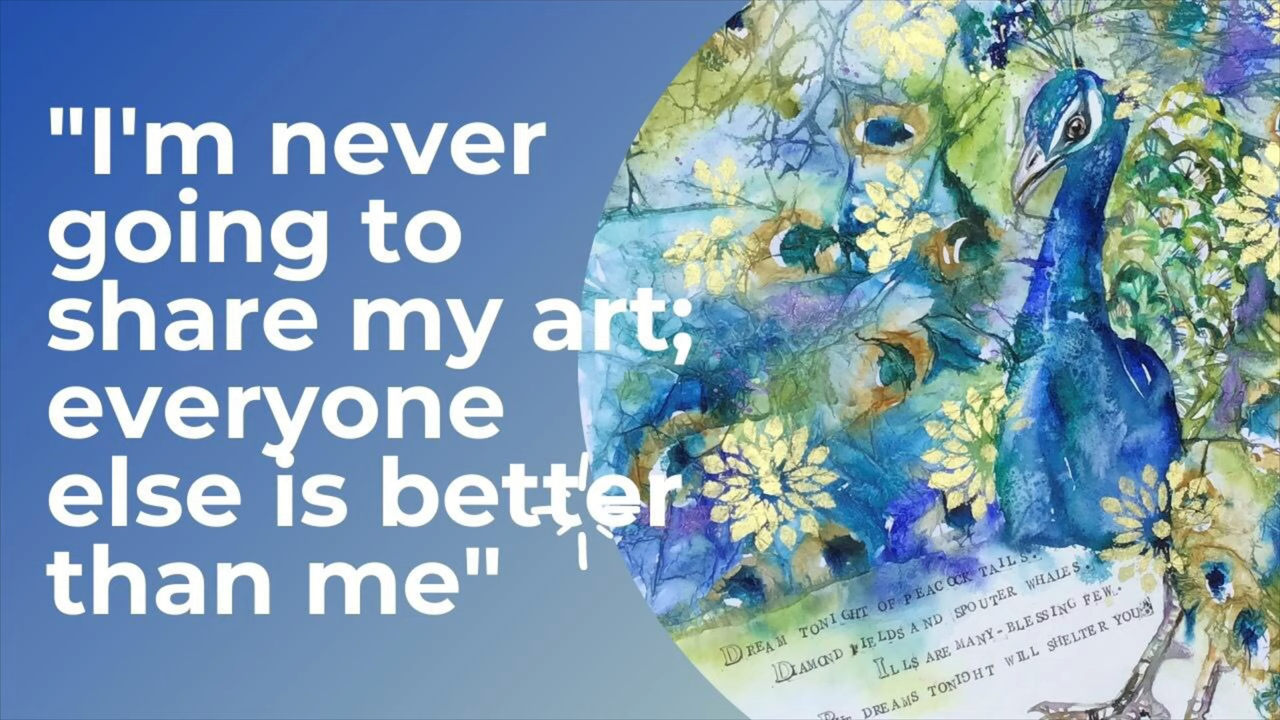 "I'm never
going to
share my art;
everyone
else is better
than me"
DREAM TONIGHT OF PEACOCK TAILS.
DIAMOND FIELDS AND SPOUTER WHALES.
ILLS ARE MANY-BLESSING FEW.
DREAMS TONIGHT WILL SHELTER YOU.